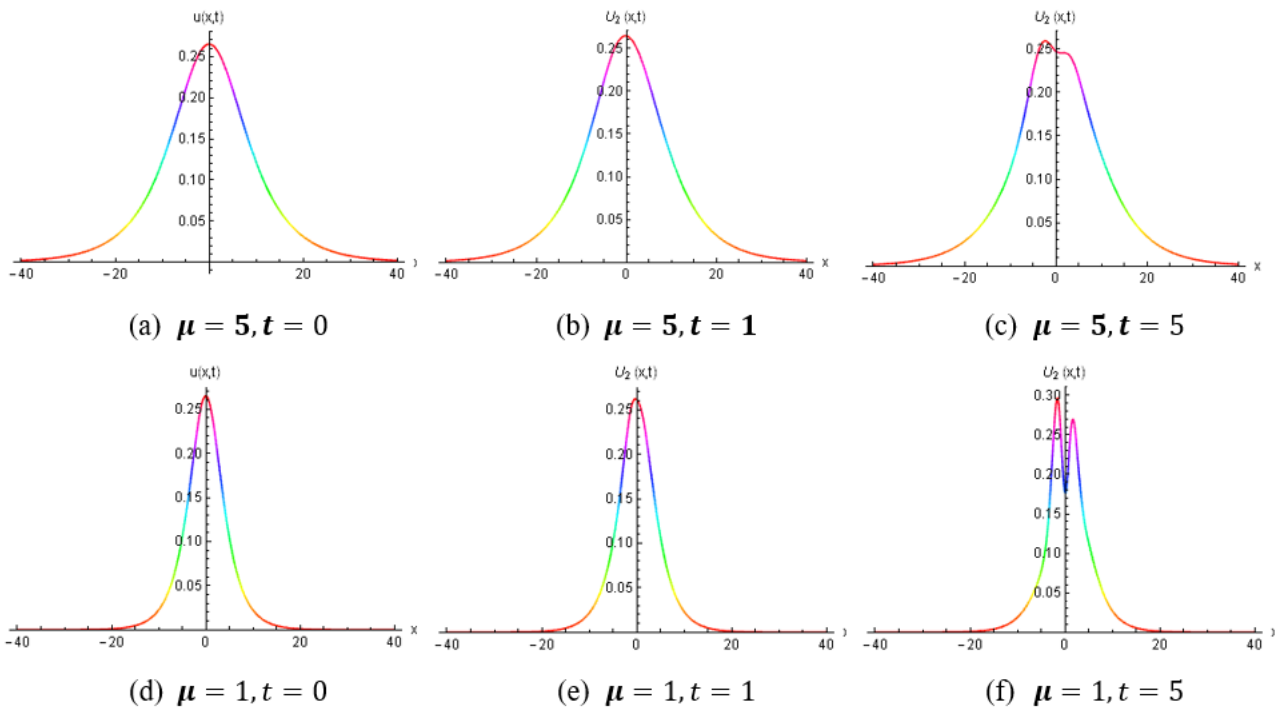 u(x,t)
0.25
0.20
0.15
0.10
0.05
−40 −20 0 20 40
U₂ (x,t)
0.25
0.20
0.15
0.10
0.05
−40 −20 0 20 40 x
U₂ (x,t)
0.25
0.20
0.15
0.10
0.05
−40 −20 0 20 40 x
(a) μ = 5, t = 0
(b) μ = 5, t = 1
(c) μ = 5, t = 5
u(x,t)
0.25
0.20
0.15
0.10
0.05
−40 −20 0 20 40 x
U₂ (x,t)
0.25
0.20
0.15
0.10
0.05
−40 −20 0 20 40
U₂ (x,t)
0.30
0.25
0.20
0.15
0.10
0.05
−40 −20 0 20 40
(d) μ = 1, t = 0
(e) μ = 1, t = 1
(f) μ = 1, t = 5